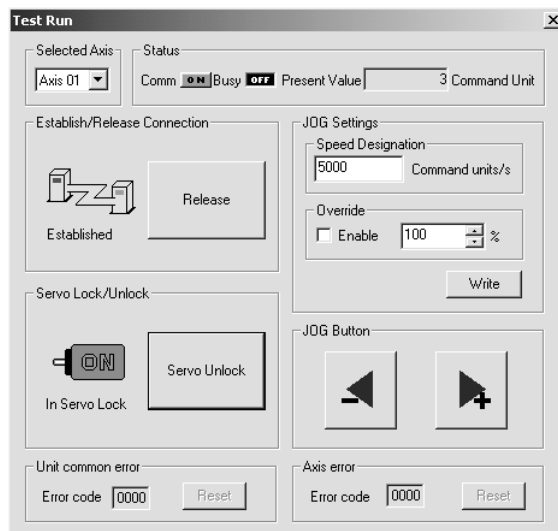 Test Run
Selected Axis
Axis 01
Status
Comm ON Busy OFF Present Value 3 Command Unit
Establish/Release Connection
Established
Release
JOG Settings
Speed Designation
5000 Command units/s
Override
Enable 100 %
Write
Servo Lock/Unlock
ON
In Servo Lock
Servo Unlock
JOG Button
- +
Unit common error
Error code 0000 Reset
Axis error
Error code 0000 Reset